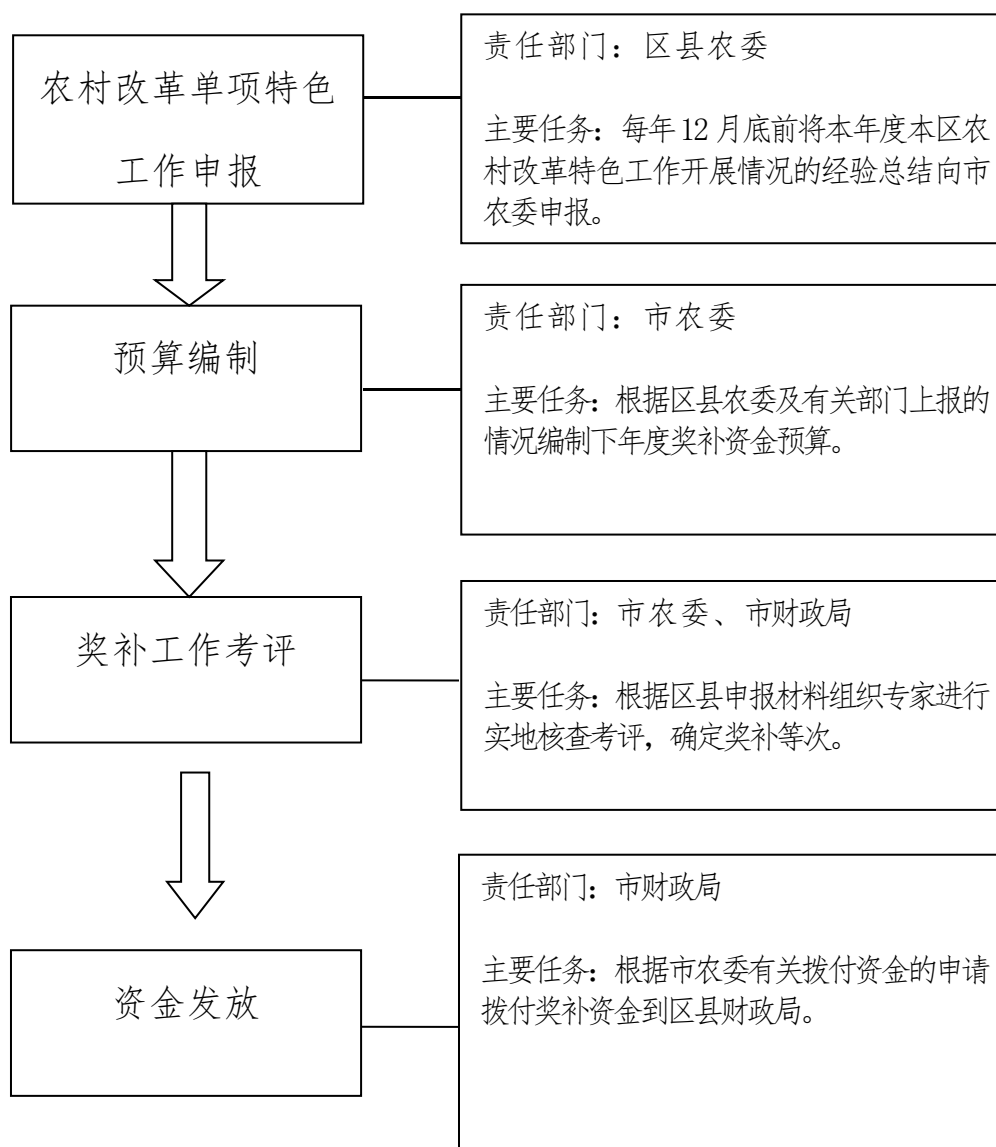 农村改革单项特色
工作申报
责任部门：区县农委
主要任务：每年12月底前将本年度本区农
村改革特色工作开展情况的经验总结向市
农委申报。
预算编制
责任部门：市农委
主要任务：根据区县农委及有关部门上报的
情况编制下年度奖补资金预算。
奖补工作考评
责任部门：市农委、市财政局
主要任务：根据区县申报材料组织专家进行
实地核查考评，确定奖补等次。
资金发放
责任部门：市财政局
主要任务：根据市农委有关拨付资金的申请
拨付奖补资金到区县财政局。